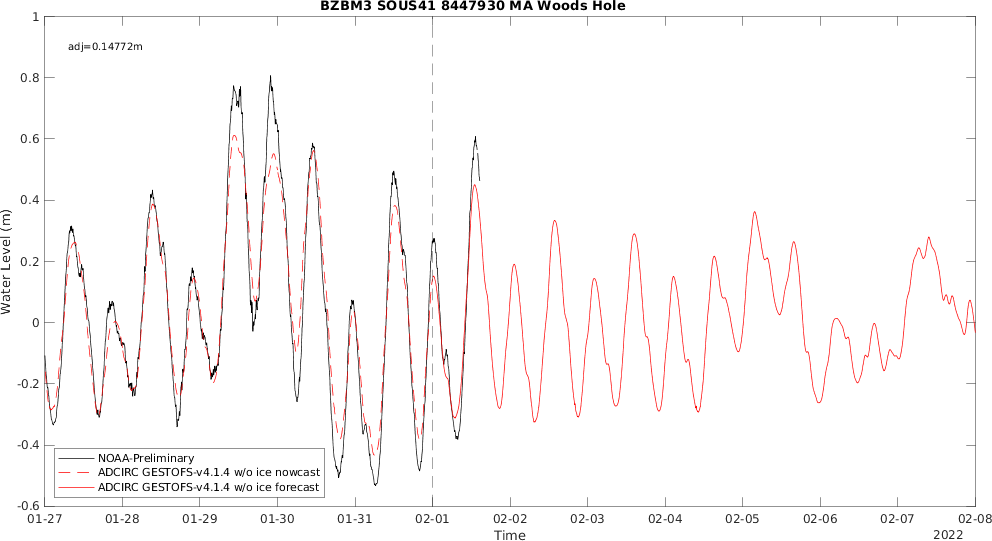 BZBM3 SOUS41 8447930 MA Woods Hole
adj=0.14772m
Water Level (m)
1
0.8
0.6
0.4
0.2
0
-0.2
-0.4
-0.6
NOAA-Preliminary
ADCIRC GESTOFS-v4.1.4 w/o ice nowcast
ADCIRC GESTOFS-v4.1.4 w/o ice forecast
01-27 01-28 01-29 01-30 01-31 02-01 02-02 02-03 02-04 02-05 02-06 02-07 02-08
Time
2022